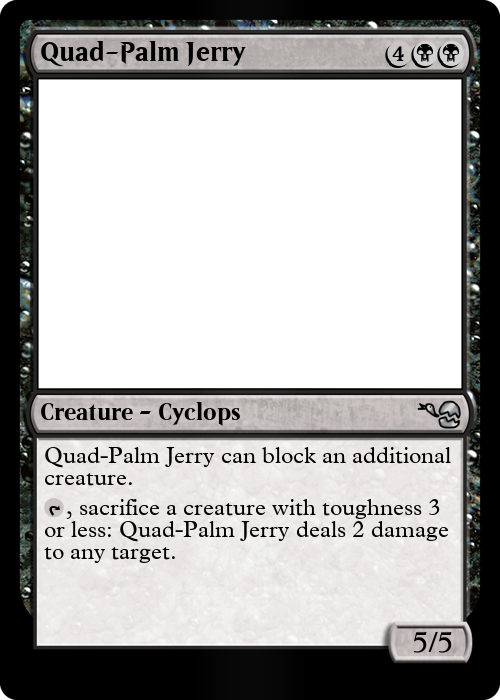 Quad-Palm Jerry 4
Creature – Cyclops
Quad-Palm Jerry can block an additional
creature.
, sacrifice a creature with toughness 3
or less: Quad-Palm Jerry deals 2 damage
to any target.
5/5